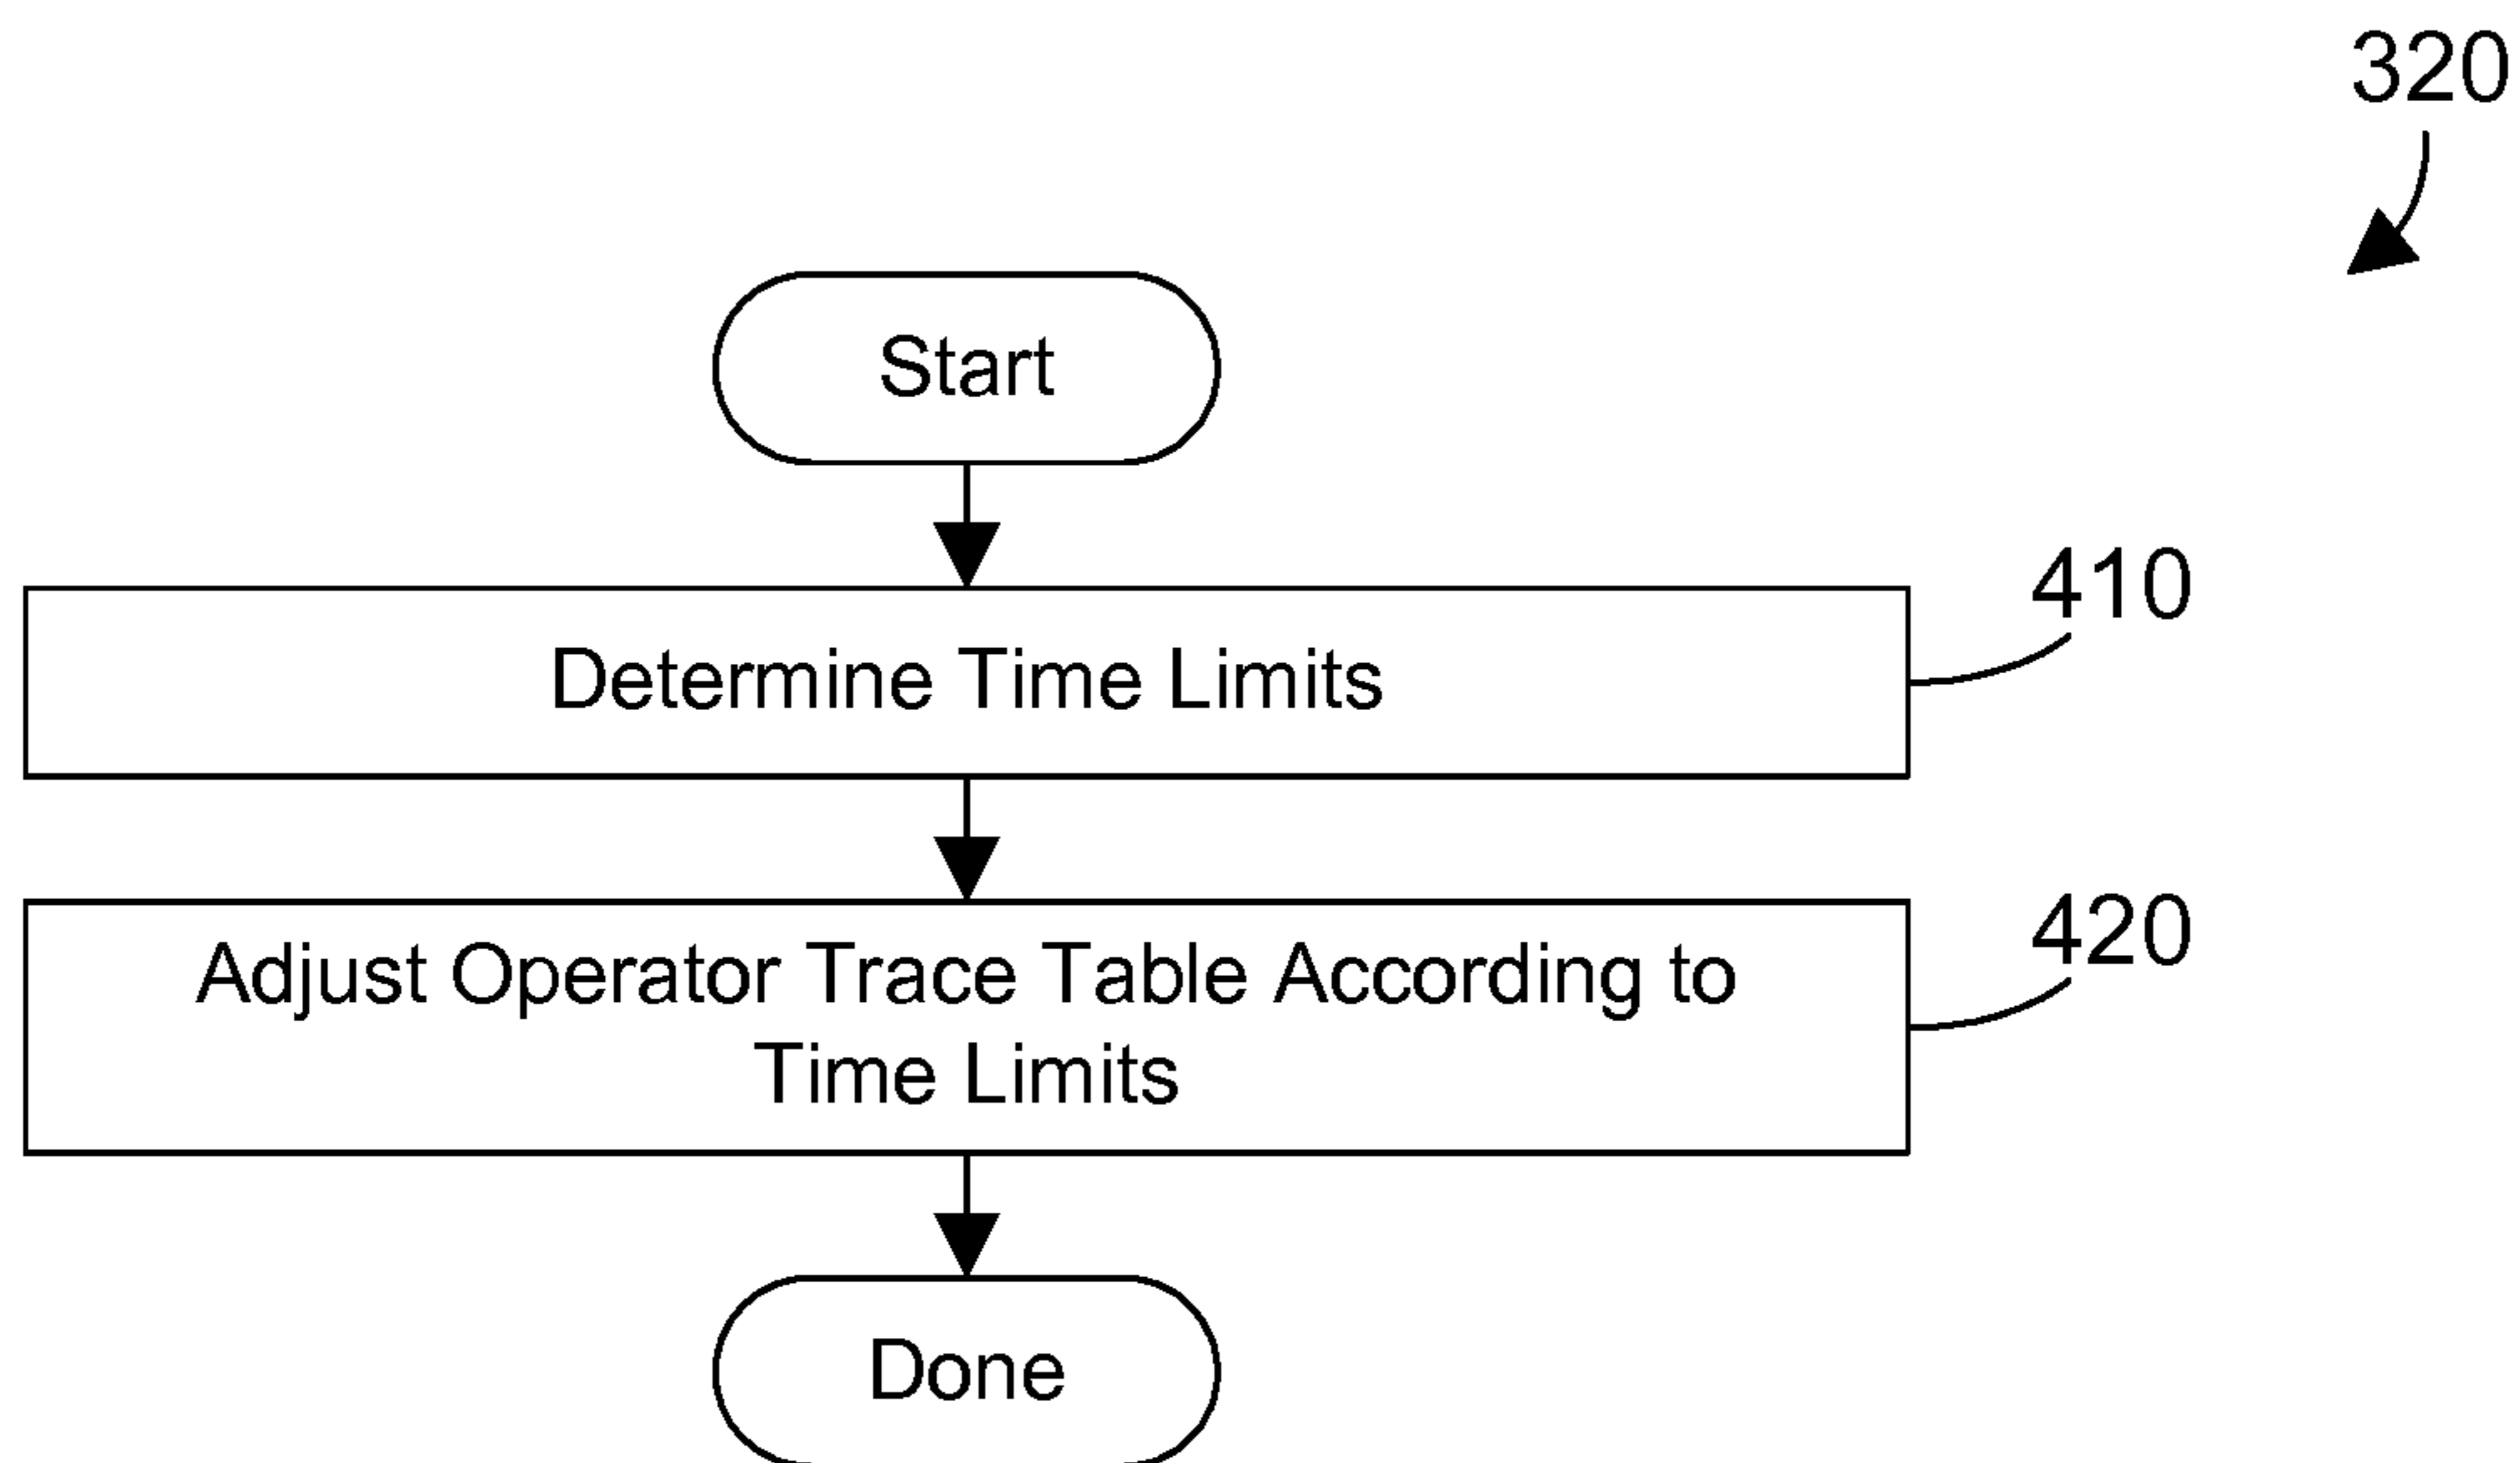 320
Start
410
Determine Time Limits
420
Adjust Operator Trace Table According to
Time Limits
Done